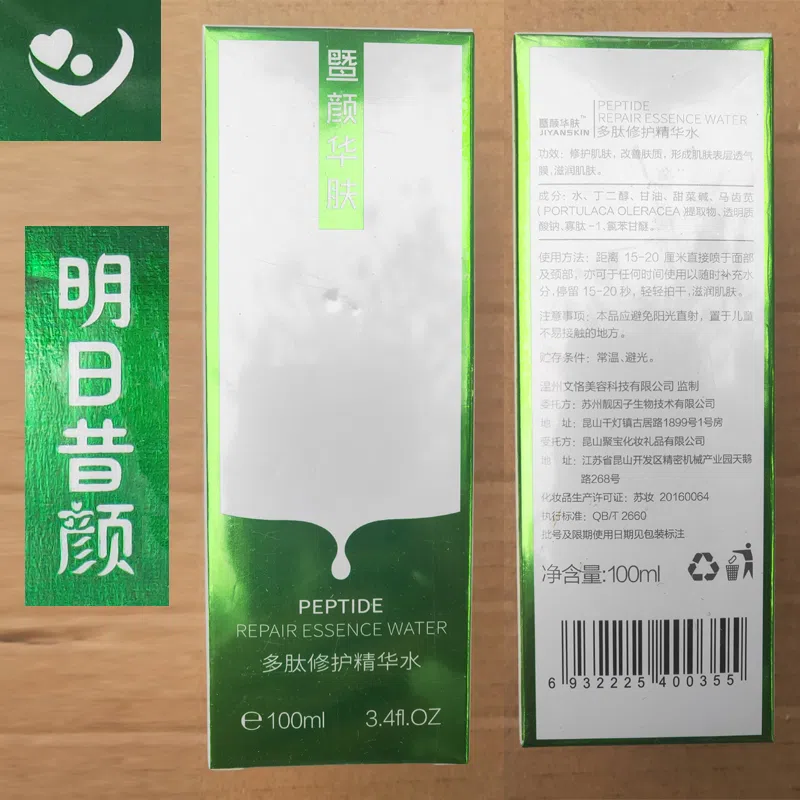 明日昔颜
暨颜华肤
PEPTIDE
REPAIR ESSENCE WATER
多肽修护精华水
℮100ml 3.4fl.OZ
暨颜华肤™
JIYANSKIN
PEPTIDE
REPAIR ESSENCE WATER
多肽修护精华水
功效：修护肌肤，改善肤质，形成肌肤表层透气
膜，滋润肌肤。
成分：水、丁二醇、甘油、甜菜碱、马齿苋
(PORTULACA OLERACEA)提取物、透明质
酸钠、寡肽-1、氯苯甘醚。
使用方法：距离 15-20 厘米直接喷于面部
及颈部，亦可于任何时间使用以随时补充水
分，停留 15-20 秒，轻轻拍干，滋润肌肤。
注意事项：本品应避免阳光直射，置于儿童
不易接触的地方。
贮存条件：常温、避光。
温州文恪美容科技有限公司 监制
委托方：苏州靓因子生物技术有限公司
地 址：昆山千灯镇古居路1899号1号房
受托方：昆山聚宝化妆礼品有限公司
地 址：江苏省昆山开发区精密机械产业园天鹅
路268号
化妆品生产许可证：苏妆 20160064
执行标准：QB/T 2660
批号及限期使用日期见包装标注
净含量:100ml
6 932225 400355